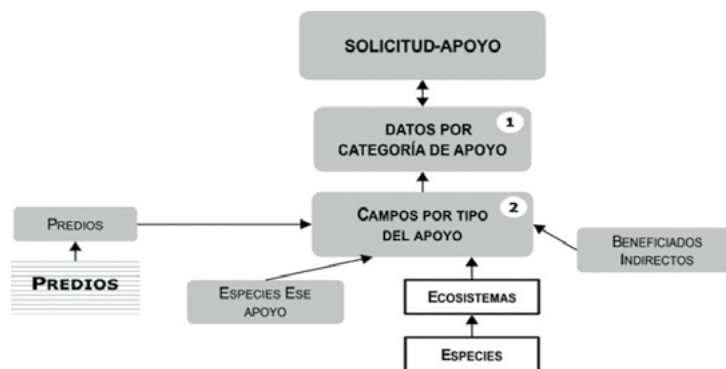 SOLICITUD-APOYO
DATOS POR
CATEGORÍA DE APOYO
1
CAMPOS POR TIPO
DEL APOYO
2
PREDIOS
PREDIOS
ESPECIES ESE
APOYO
ECOSISTEMAS
ESPECIES
BENEFICIADOS
INDIRECTOS